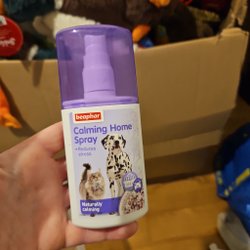 beaphar
Calming Home
Spray
• Reduces
stress
Naturally
calming